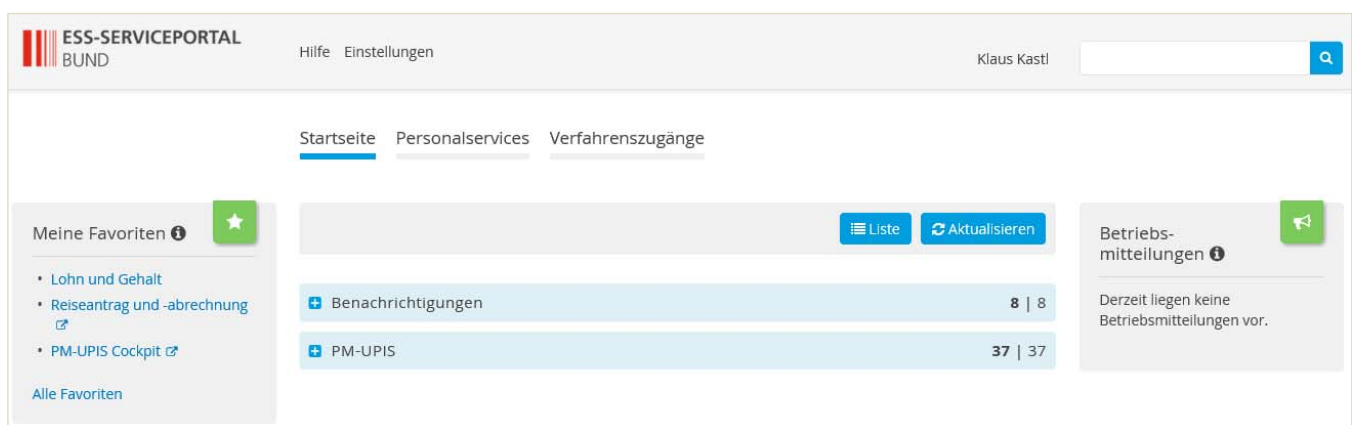 ESS-SERVICEPORTAL
BUND
Hilfe Einstellungen
Klaus Kastl
Startseite Personalservices Verfahrenszugänge
Meine Favoriten
• Lohn und Gehalt
• Reiseantrag und -abrechnung
• PM-UPIS Cockpit
Alle Favoriten
Liste Aktualisieren
Benachrichtigungen 8 | 8
PM-UPIS 37 | 37
Betriebs-
mitteilungen
Derzeit liegen keine
Betriebsmitteilungen vor.